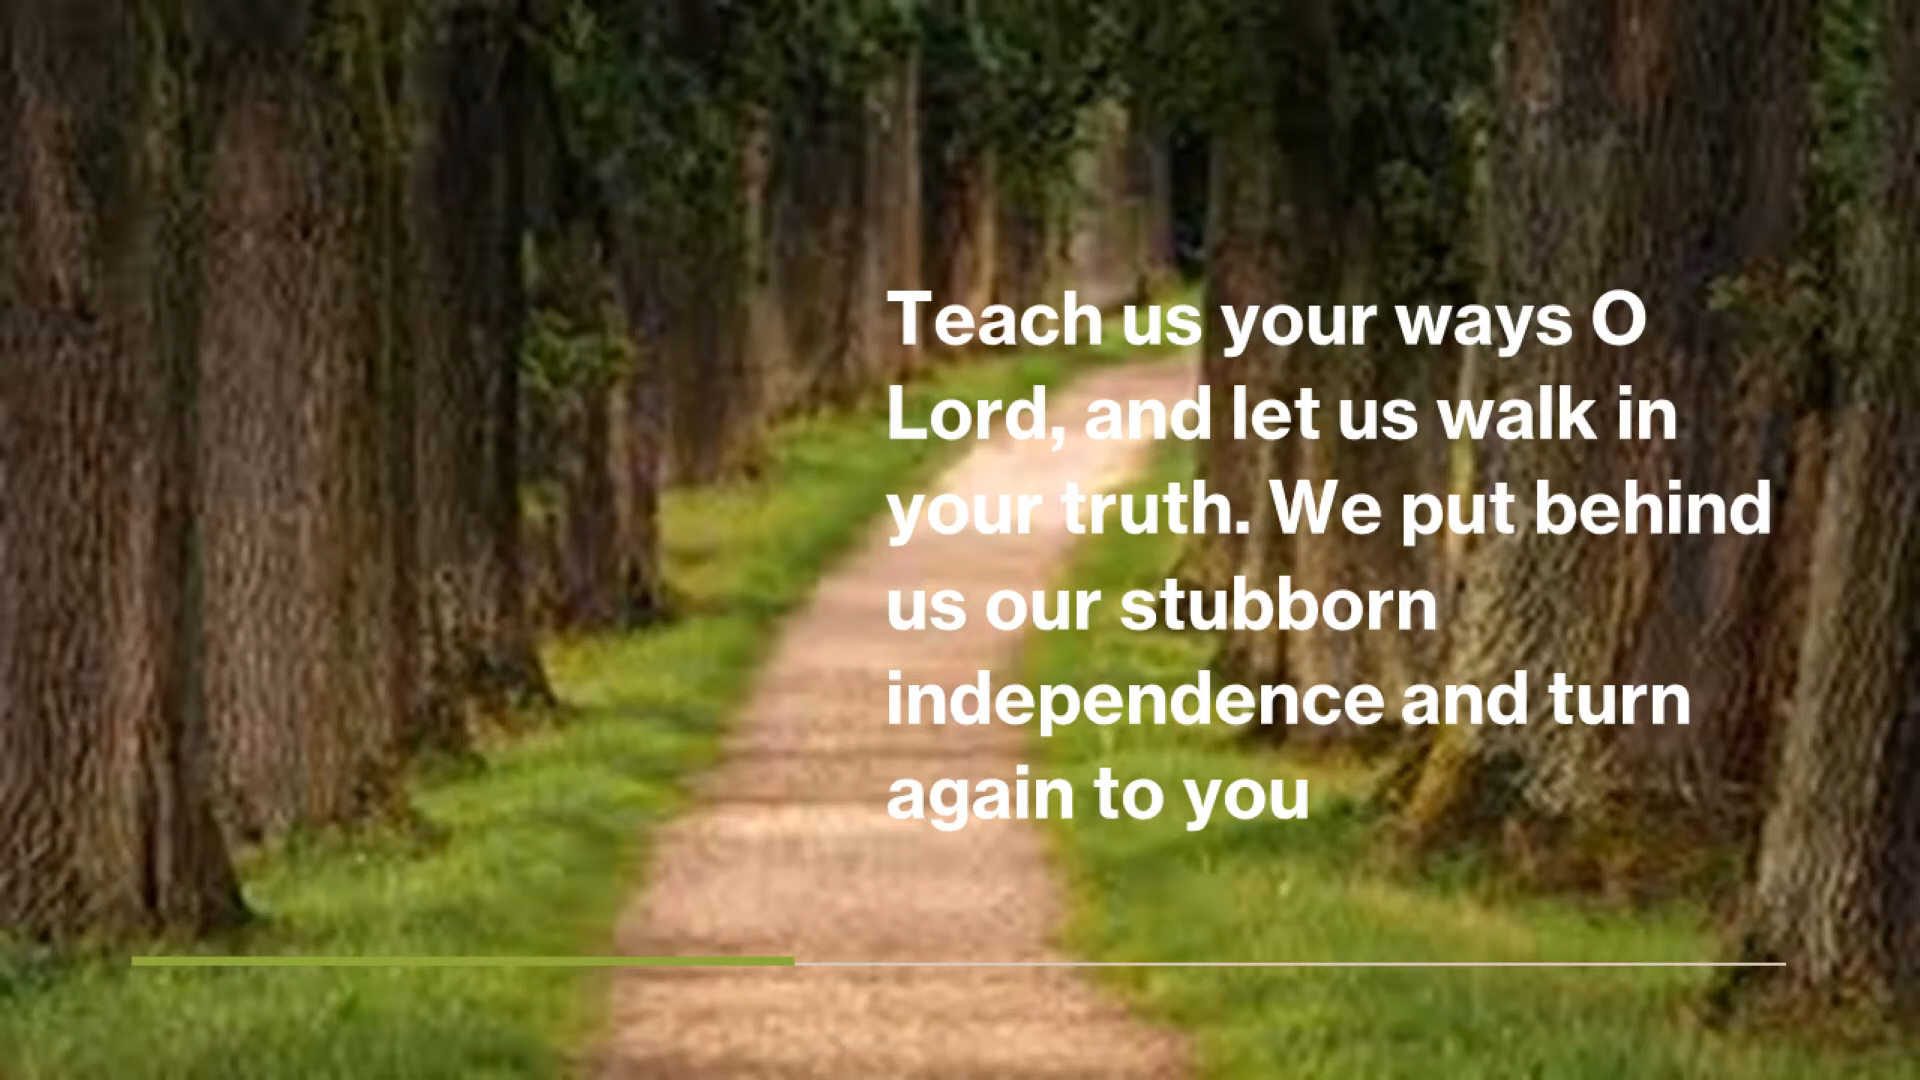 Teach us your ways O
Lord, and let us walk in
your truth. We put behind
us our stubborn
independence and turn
again to you